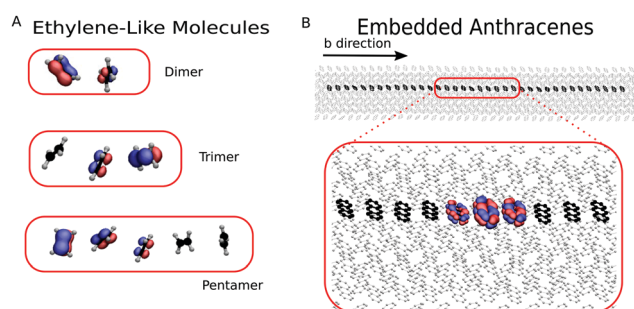 A
Ethylene-Like Molecules
Dimer
Trimer
Pentamer
B
Embedded Anthracenes
b direction